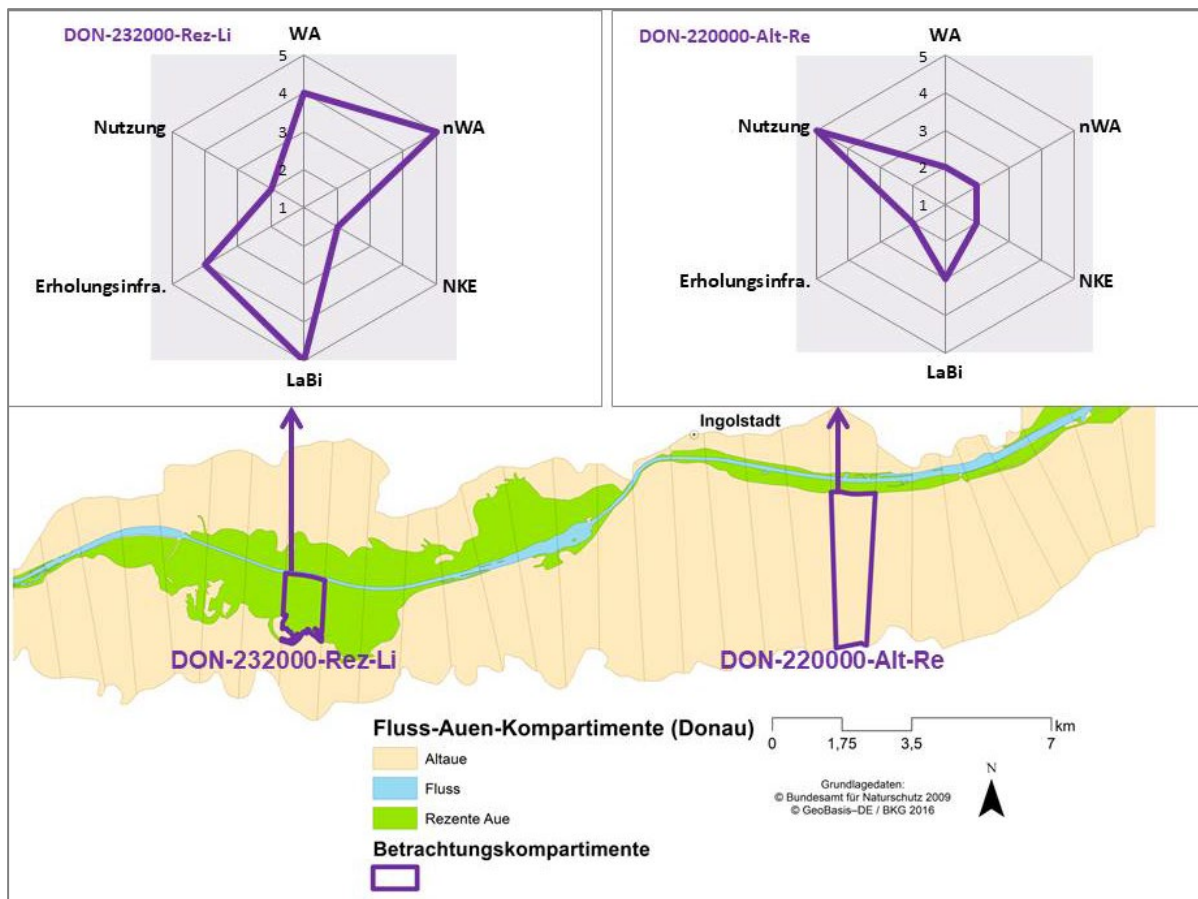 DON-232000-Rez-Li
WA
5
4
3
2
1
nWA
NKE
LaBi
Erholungsinfra.
Nutzung
DON-220000-Alt-Re
WA
5
4
3
2
1
nWA
NKE
LaBi
Erholungsinfra.
Nutzung
Ingolstadt
DON-232000-Rez-Li
DON-220000-Alt-Re
Fluss-Auen-Kompartimente (Donau)
Altaue
Fluss
Rezente Aue
Betrachtungskompartimente
km
0 1,75 3,5 7
N
Grundlagedaten:
© Bundesamt für Naturschutz 2009
© GeoBasis–DE / BKG 2016